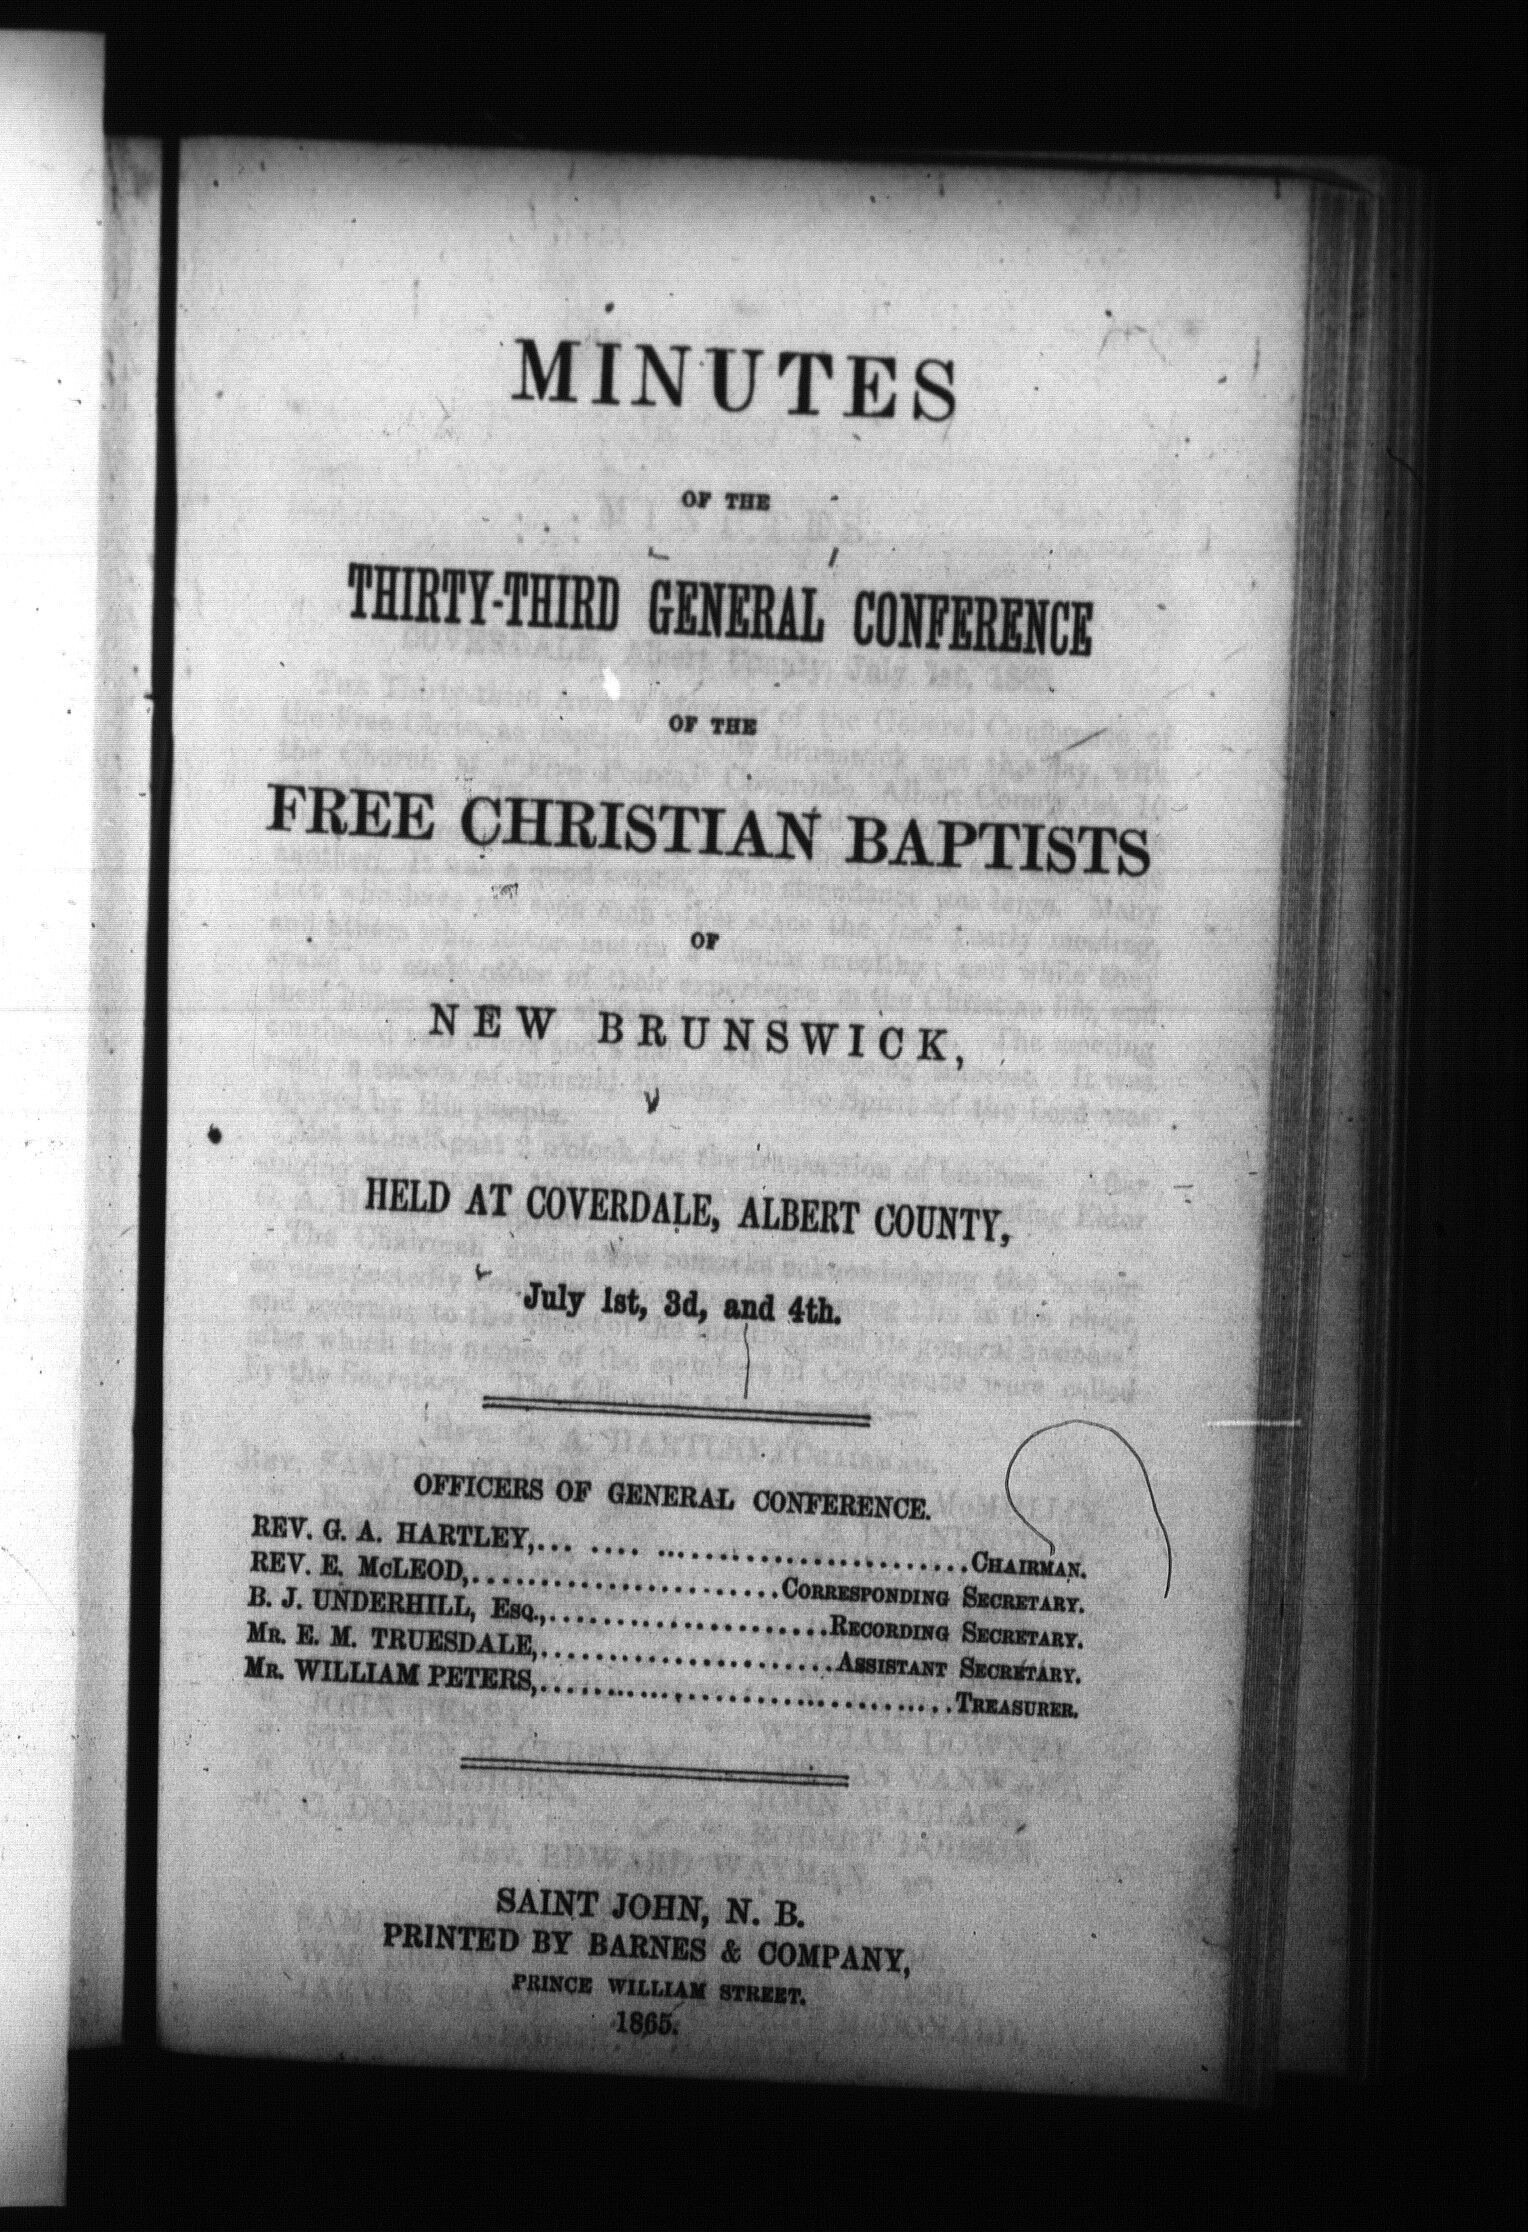 MINUTES
OF THE
THIRTY-THIRD GENERAL CONFERENCE
OF THE
FREE CHRISTIAN BAPTISTS
OF
NEW BRUNSWICK,
HELD AT COVERDALE, ALBERT COUNTY,
July 1st, 3d, and 4th.
OFFICERS OF GENERAL CONFERENCE.
REV. G. A. HARTLEY,... .... ......................... CHAIRMAN.
REV. E. McLEOD,....................... CORRESPONDING SECRETARY.
B. J. UNDERHILL, Esq.,..................... RECORDING SECRETARY.
MR. E. M. TRUESDALE,...................... ASSISTANT SECRETARY.
MR. WILLIAM PETERS,.............................. TREASURER.
SAINT JOHN, N. B.
PRINTED BY BARNES & COMPANY,
PRINCE WILLIAM STREET.
1865.